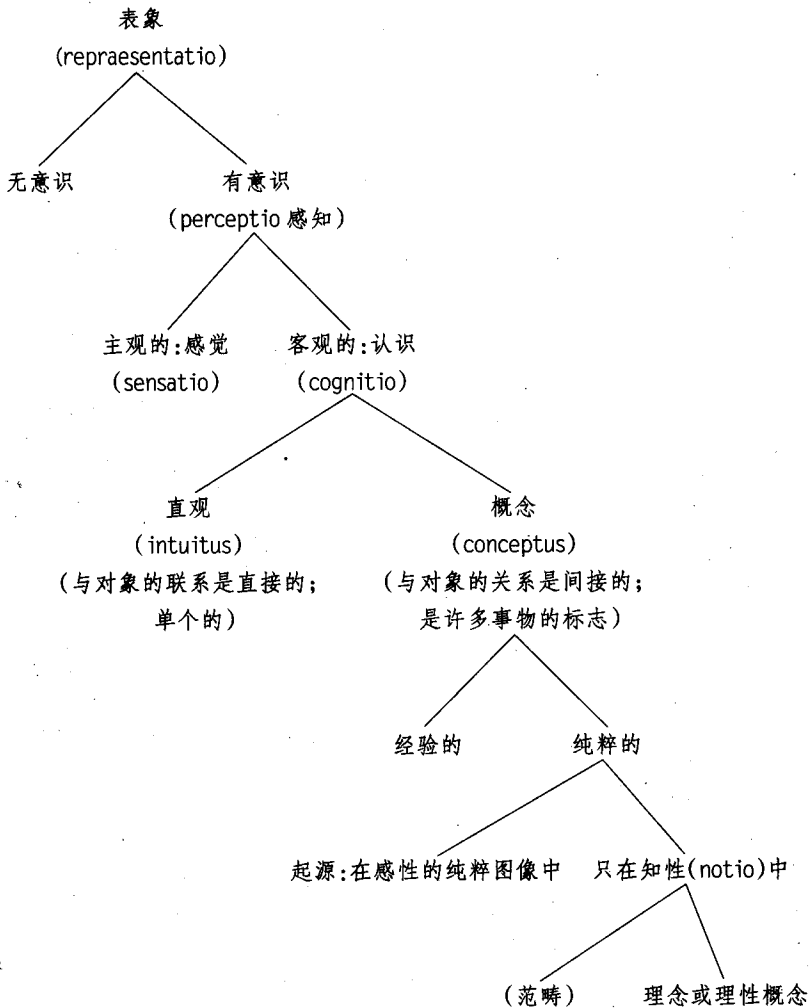 表象
(repraesentatio)
无意识
有意识
(perceptio 感知)
主观的:感觉
客观的:认识
(sensatio)
(cognitio)
直观
概念
(intuitus)
(conceptus)
(与对象的联系是直接的;
(与对象的关系是间接的;
单个的)
是许多事物的标志)
经验的
纯粹的
起源:在感性的纯粹图像中
只在知性(notio)中
(范畴)
理念或理性概念